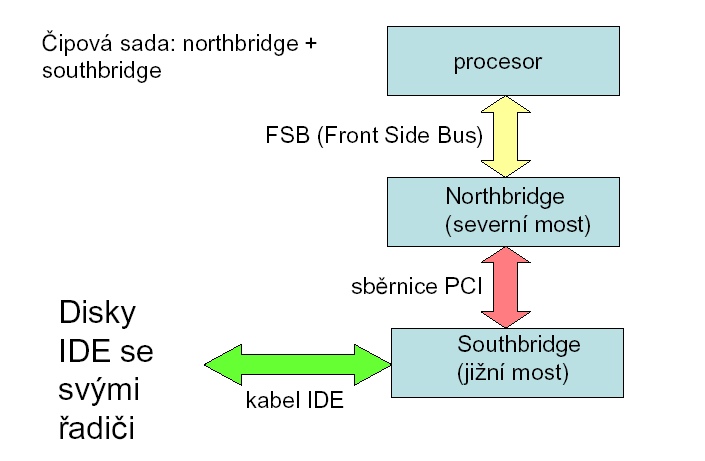 Čipová sada: northbridge +
southbridge
procesor
FSB (Front Side Bus)
Northbridge
(severní most)
sběrnice PCI
Southbridge
(jižní most)
Disky
IDE se
svými
řadiči
kabel IDE